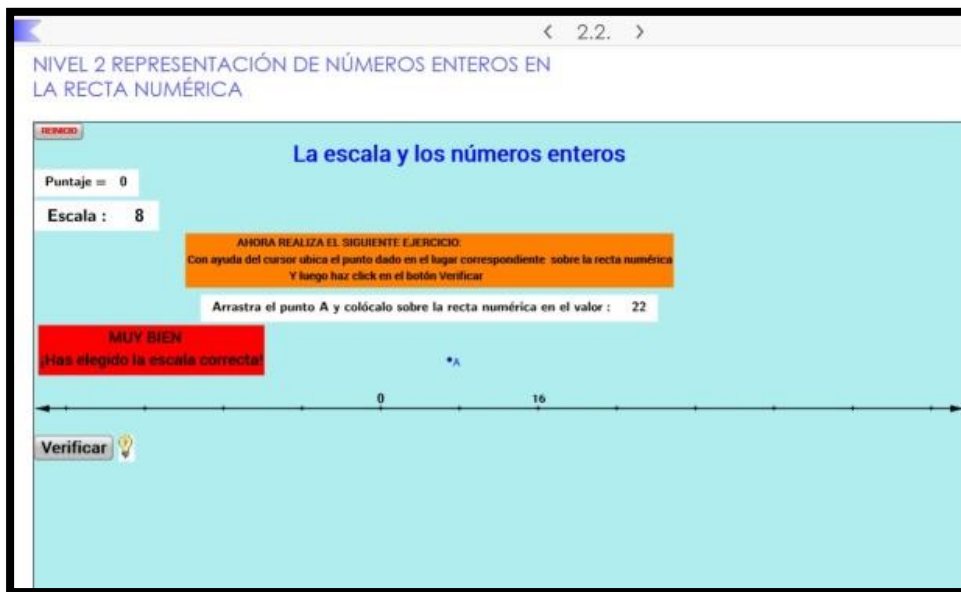 2.2.
NIVEL 2 REPRESENTACIÓN DE NÚMEROS ENTEROS EN
LA RECTA NUMÉRICA
REINICIO
La escala y los números enteros
Puntaje = 0
Escala : 8
AHORA REALIZA EL SIGUIENTE EJERCICIO:
Con ayuda del cursor ubica el punto dado en el lugar correspondiente sobre la recta numérica
Y luego haz click en el botón Verificar
Arrastra el punto A y colócalo sobre la recta numérica en el valor : 22
MUY BIEN
¡Has elegido la escala correcta!
A
0 16
Verificar